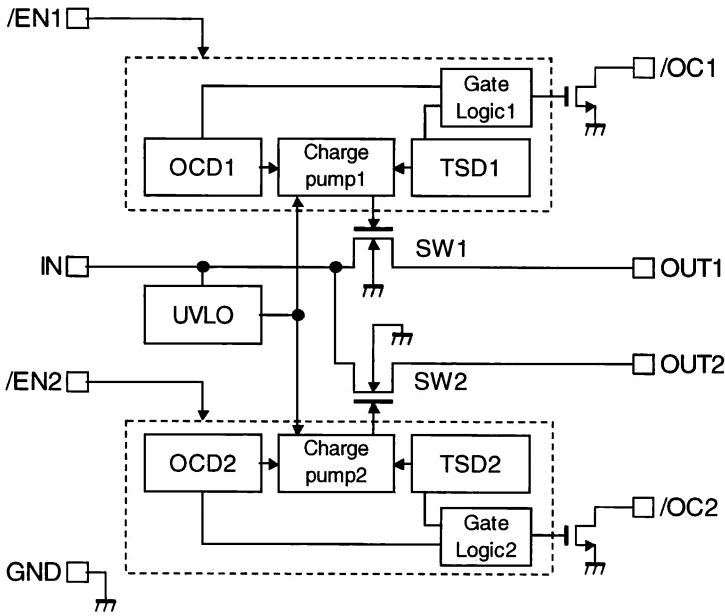 /EN1
/OC1
Gate
Logic1
OCD1
Charge
pump1
TSD1
SW1
IN
OUT1
UVLO
OUT2
/EN2
SW2
OCD2
Charge
pump2
TSD2
/OC2
Gate
Logic2
GND